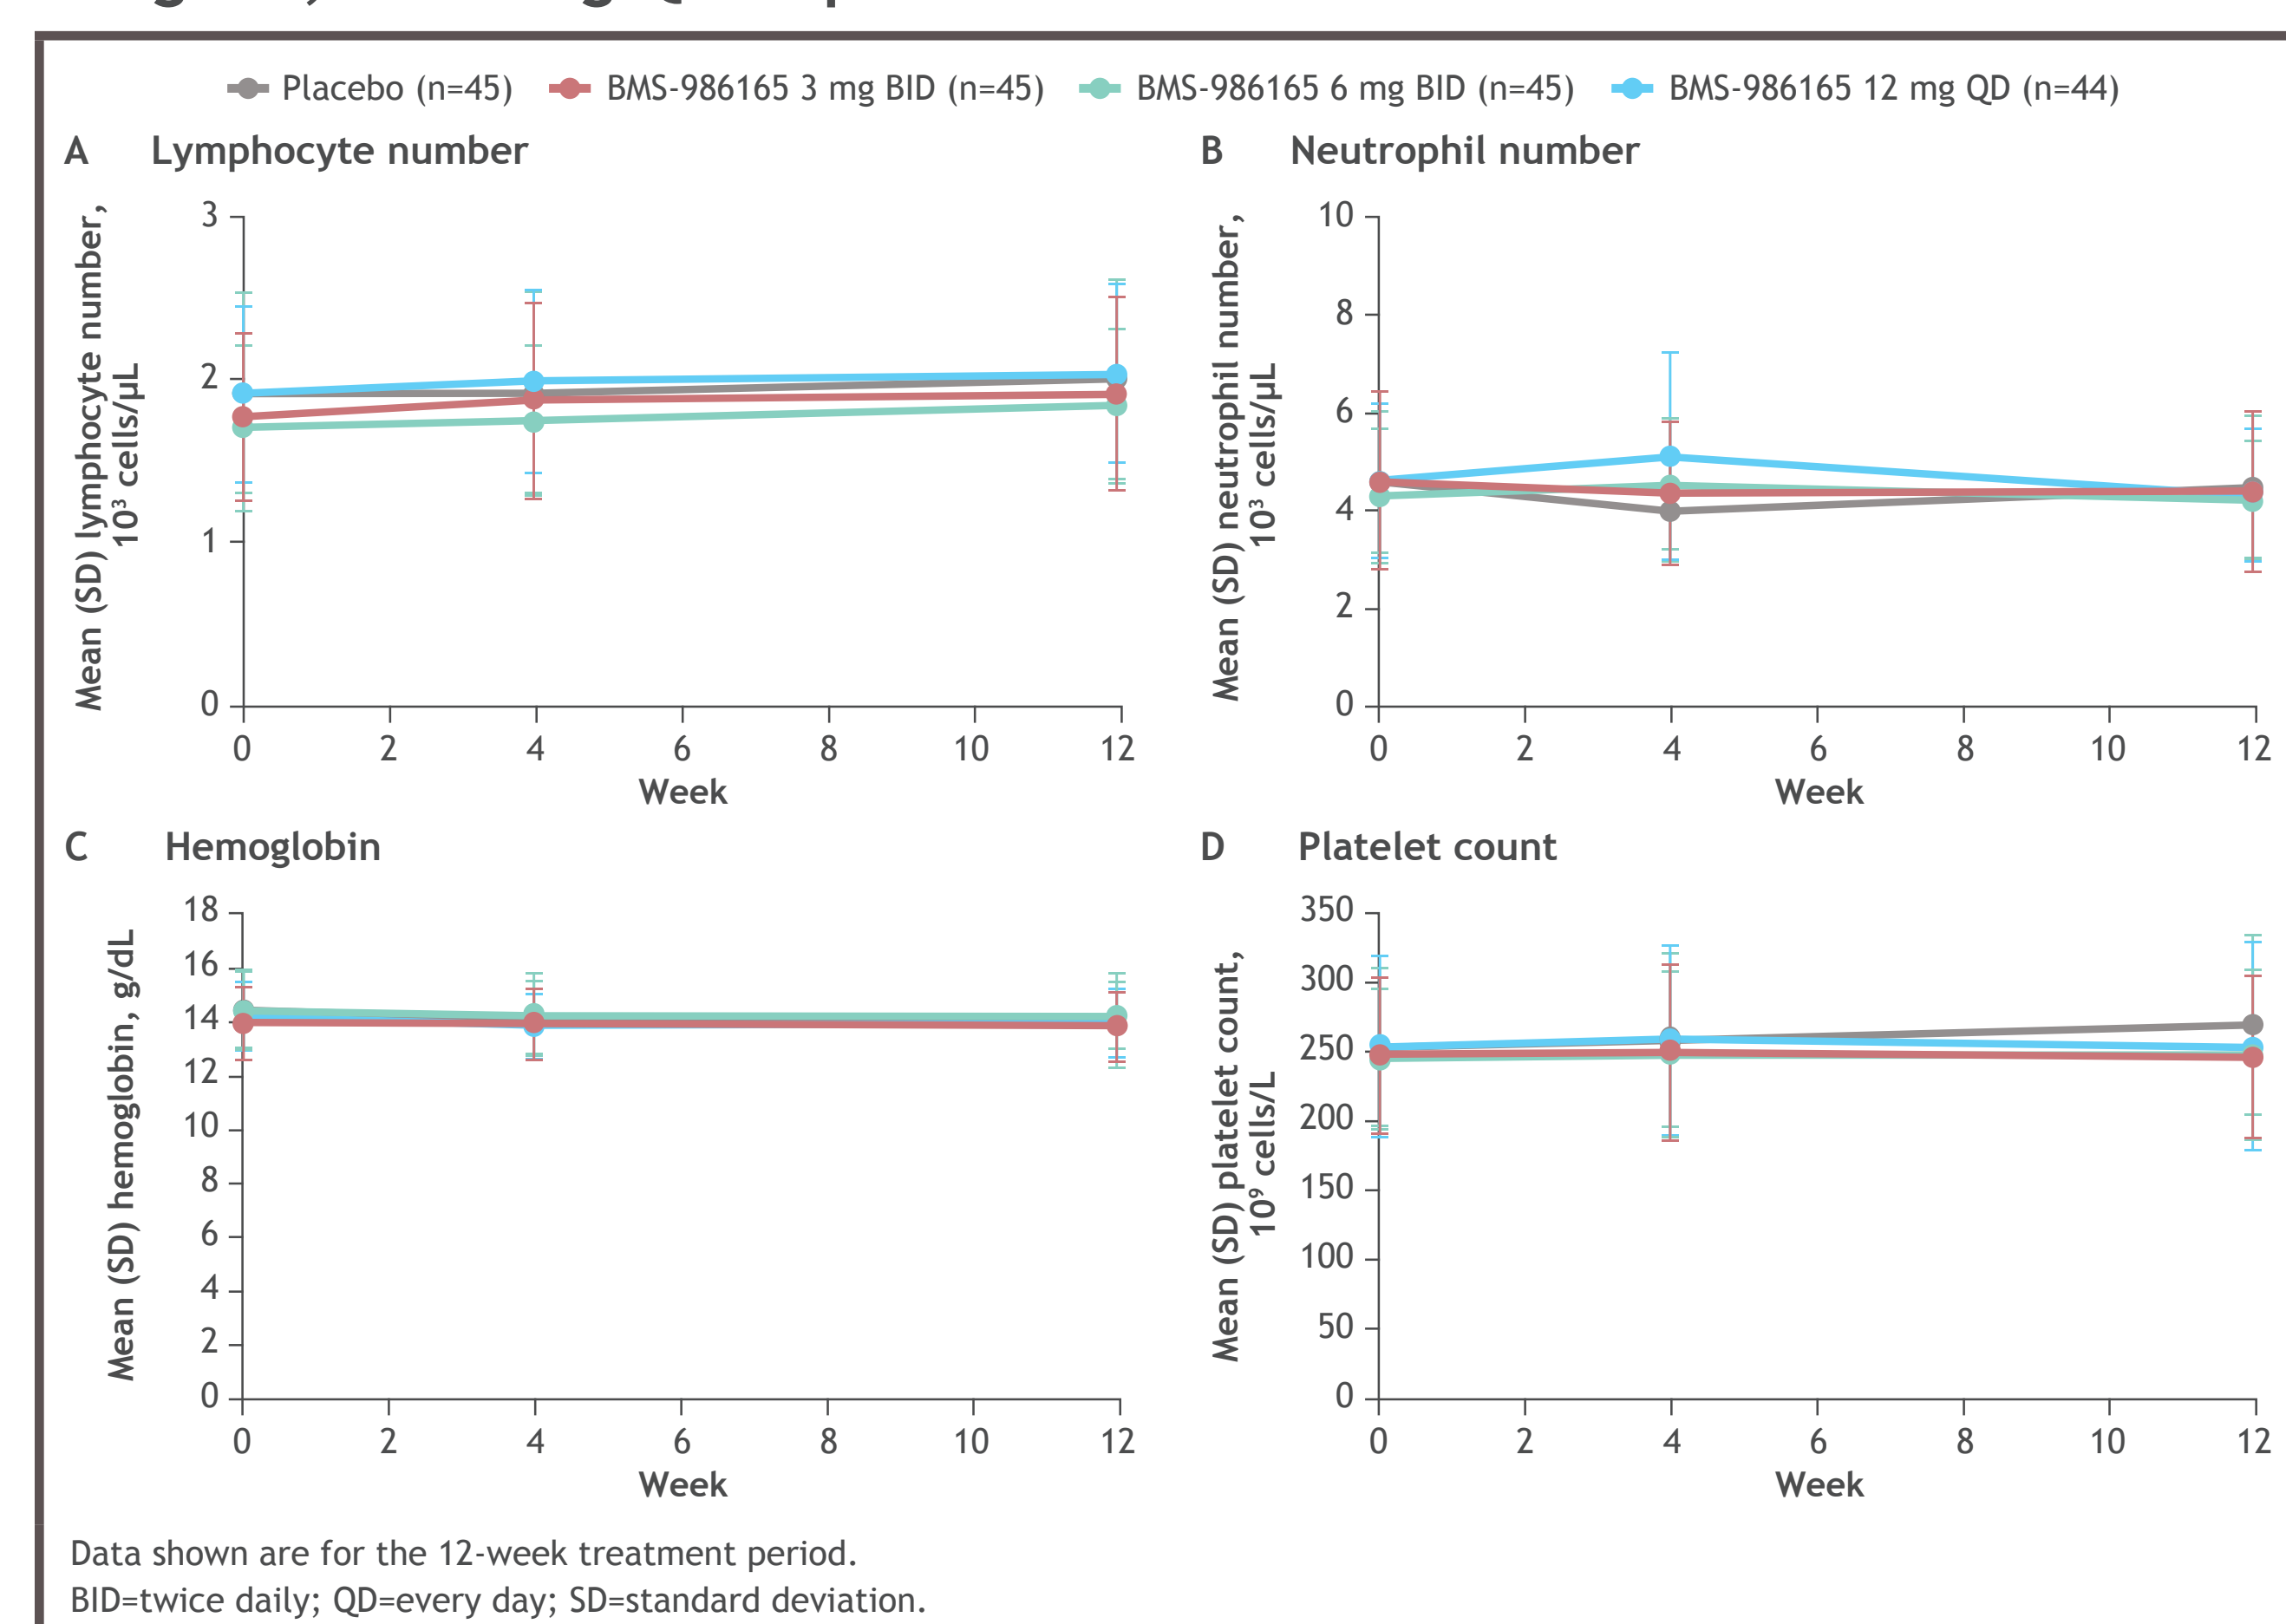 Placebo (n=45) BMS-986165 3 mg BID (n=45) BMS-986165 6 mg BID (n=45) BMS-986165 12 mg QD (n=44)
A Lymphocyte number
Mean (SD) lymphocyte number,
10³ cells/µL
3
2
1
0
0 2 4 6 8 10 12
Week
B Neutrophil number
Mean (SD) neutrophil number,
10³ cells/µL
10
8
6
4
2
0
0 2 4 6 8 10 12
Week
C Hemoglobin
Mean (SD) hemoglobin, g/dL
18
16
14
12
10
8
6
4
2
0
0 2 4 6 8 10 12
Week
D Platelet count
Mean (SD) platelet count,
10⁹ cells/L
350
300
250
200
150
100
50
0
0 2 4 6 8 10 12
Week
Data shown are for the 12-week treatment period.
BID=twice daily; QD=every day; SD=standard deviation.